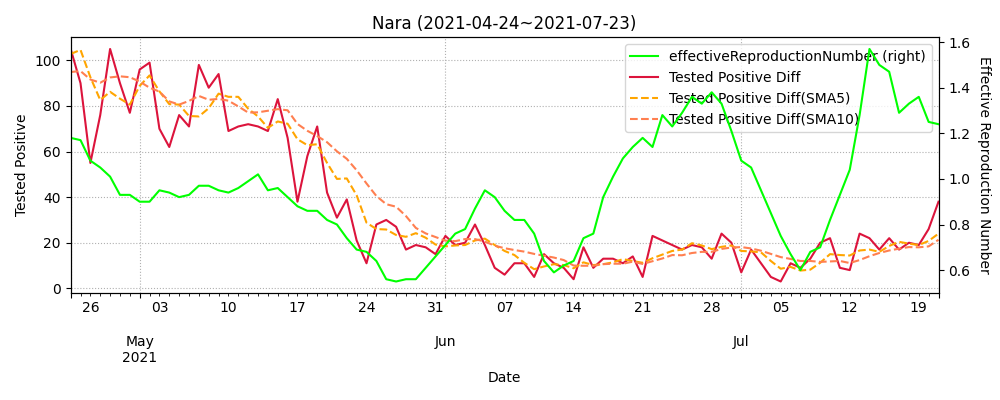 Nara (2021-04-24~2021-07-23)
effectiveReproductionNumber (right)
Tested Positive Diff
Tested Positive Diff(SMA5)
Tested Positive Diff(SMA10)
Tested Positive
100
80
60
40
20
0
1.6
1.4
1.2
1.0
0.8
0.6
Effective Reproduction Number
26 03 10 17 24 31 07 14 21 28 05 12 19
May Jun Jul
2021
Date